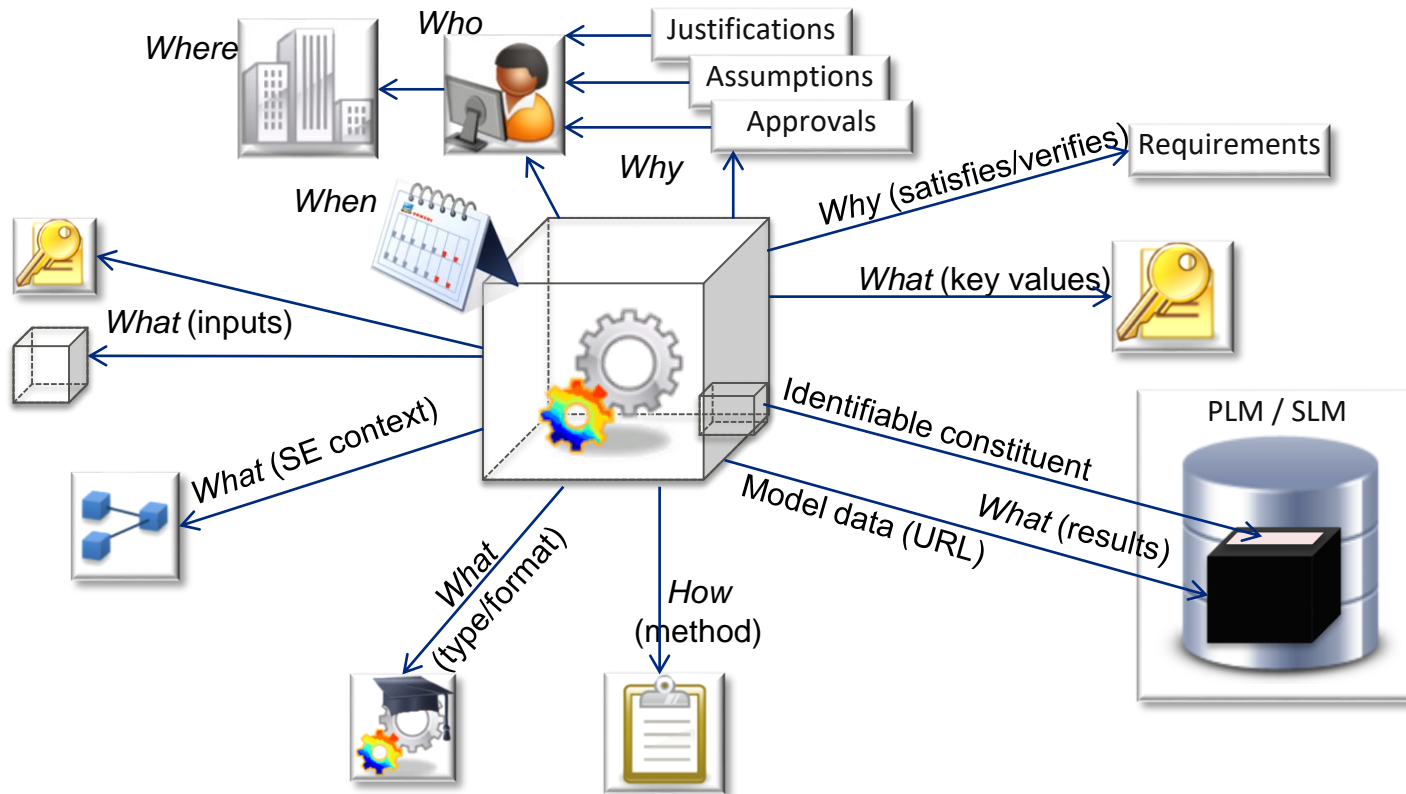 Who
Justifications
Where
Assumptions
Approvals
Why
Why (satisfies/verifies)
Requirements
When
What (key values)
What (inputs)
Identifiable constituent
PLM / SLM
What (SE context)
Model data (URL)
What (results)
What
(type/format)
How
(method)